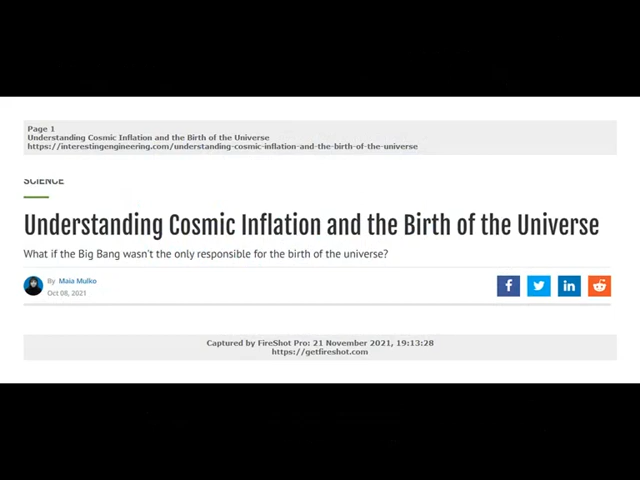 Page 1
Understanding Cosmic Inflation and the Birth of the Universe
https://interestingengineering.com/understanding-cosmic-inflation-and-the-birth-of-the-universe
SCIENCE
Understanding Cosmic Inflation and the Birth of the Universe
What if the Big Bang wasn't the only responsible for the birth of the universe?
By Maia Mulko
Oct 08, 2021
Captured by FireShot Pro: 21 November 2021, 19:13:28
https://getfireshot.com